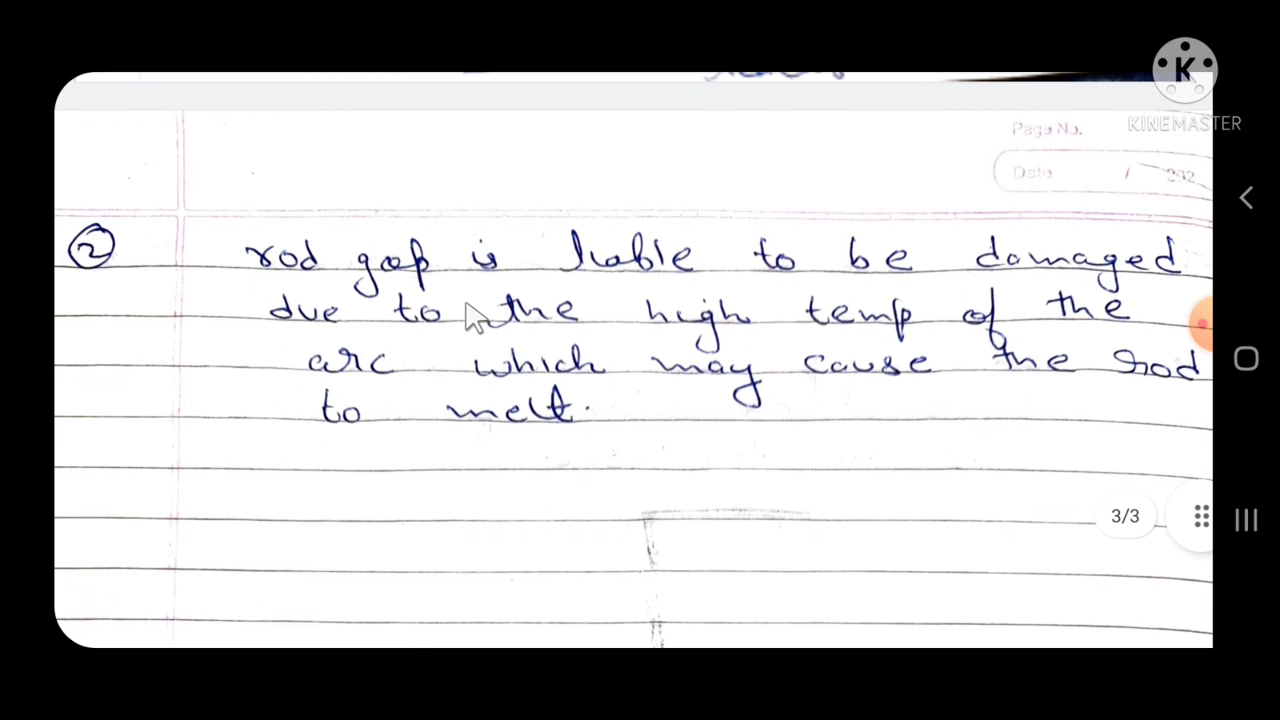 K
KINEMASTER
Page No.
Date / 202
② rod gap is liable to be damaged
due to the high temp of the
arc which may cause the rod
to melt.
3/3